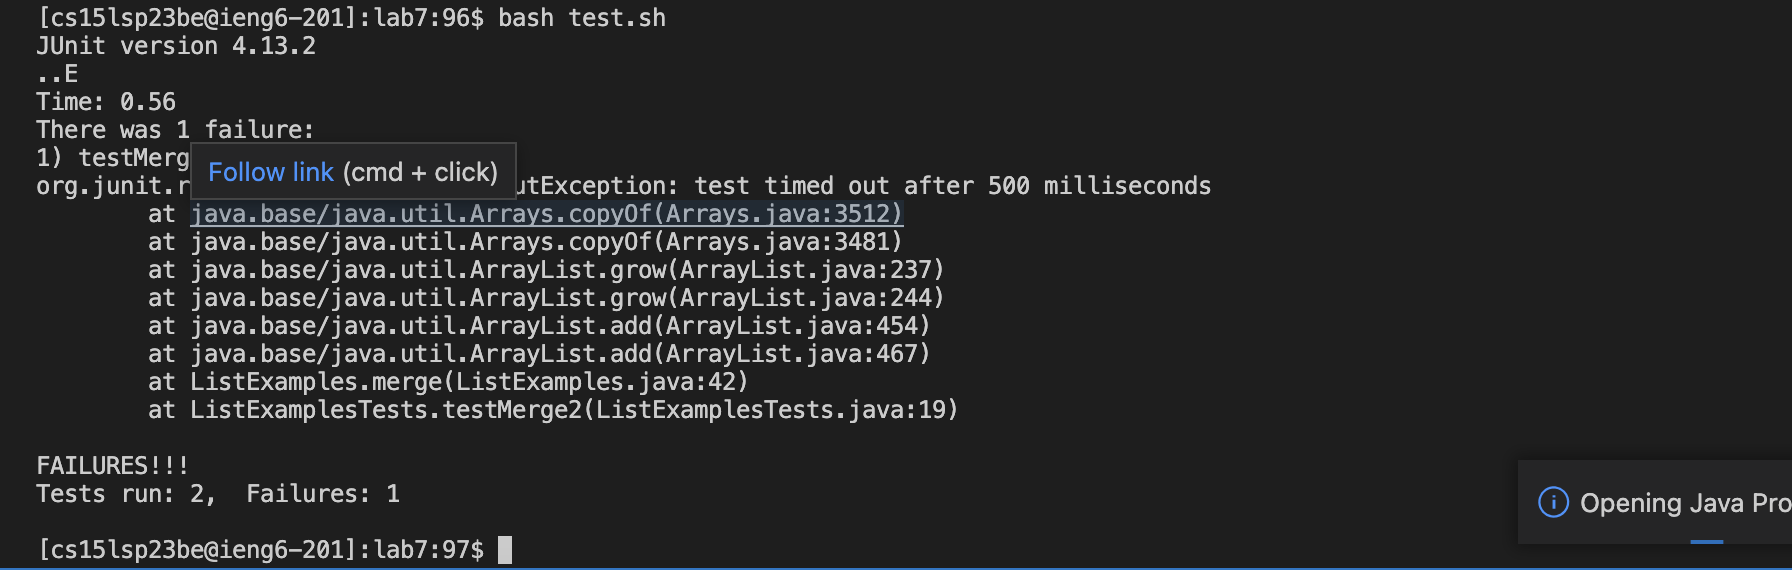 [cs15lsp23be@ieng6-201]:lab7:96$ bash test.sh
JUnit version 4.13.2
..E
Time: 0.56
There was 1 failure:
1) testMerg
Follow link (cmd + click)
org.junit.r utException: test timed out after 500 milliseconds
at java.base/java.util.Arrays.copyOf(Arrays.java:3512)
at java.base/java.util.Arrays.copyOf(Arrays.java:3481)
at java.base/java.util.ArrayList.grow(ArrayList.java:237)
at java.base/java.util.ArrayList.grow(ArrayList.java:244)
at java.base/java.util.ArrayList.add(ArrayList.java:454)
at java.base/java.util.ArrayList.add(ArrayList.java:467)
at ListExamples.merge(ListExamples.java:42)
at ListExamplesTests.testMerge2(ListExamplesTests.java:19)
FAILURES!!!
Tests run: 2,  Failures: 1
Opening Java Pro
[cs15lsp23be@ieng6-201]:lab7:97$